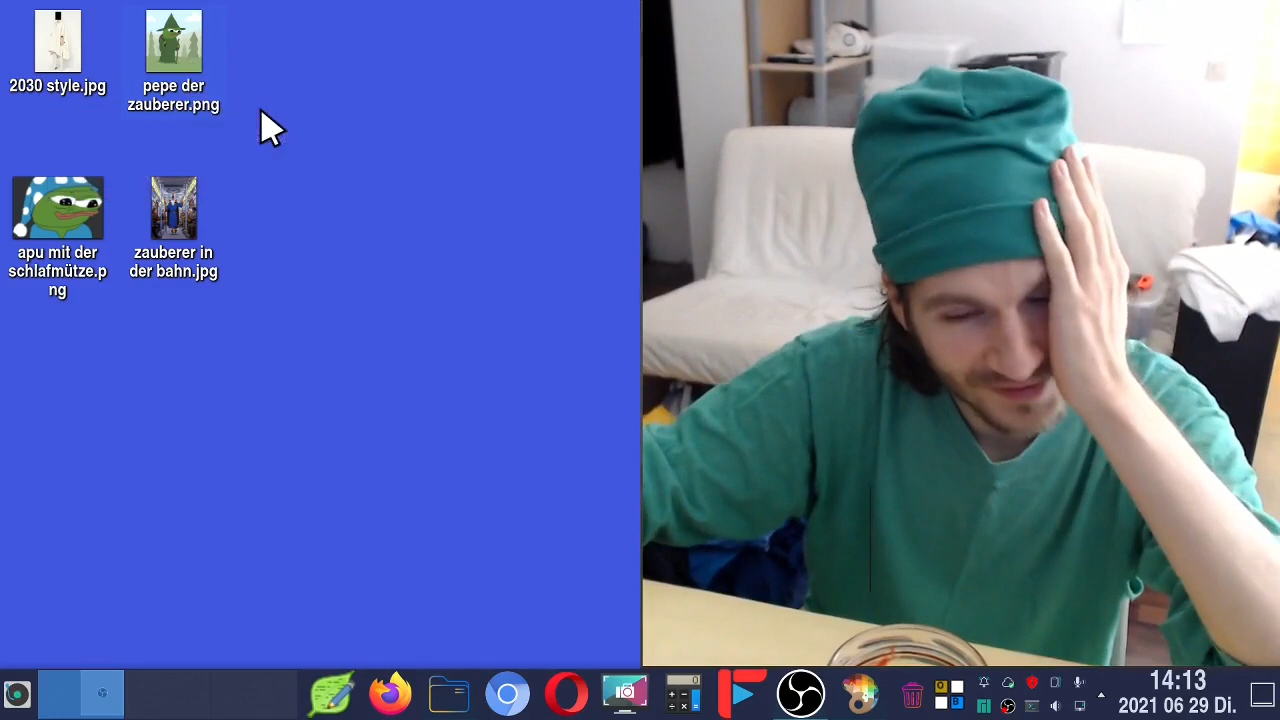 2030 style.jpg
pepe der
zauberer.png
apu mit der
schlafmütze.p
ng
zauberer in
der bahn.jpg
14:13
2021 06 29 Di.